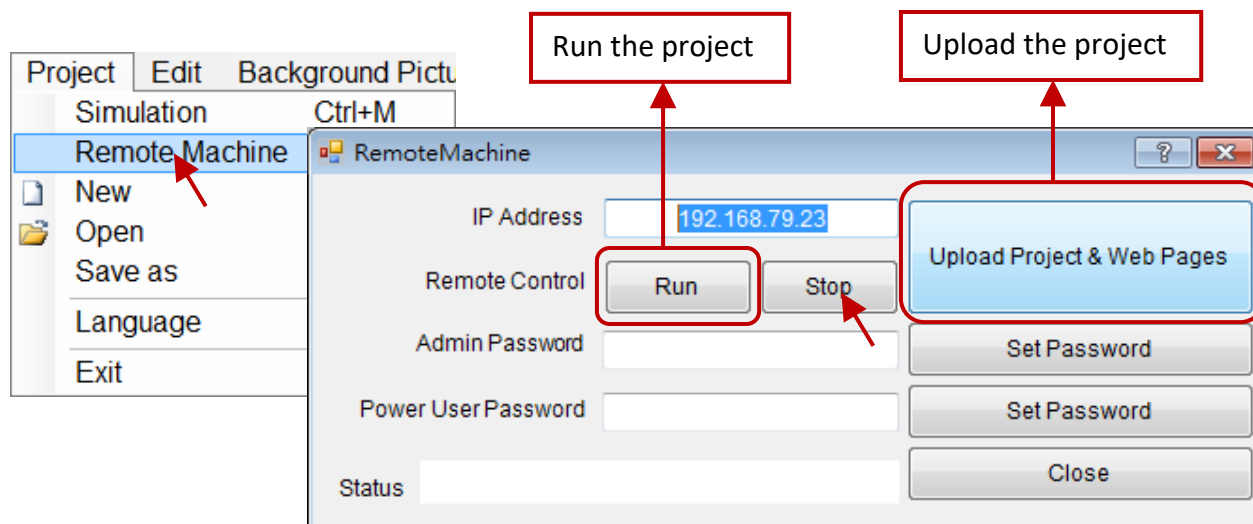 Run the project
Upload the project
Project Edit Background Pictu
Simulation Ctrl+M
Remote Machine
New
Open
Save as
Language
Exit
RemoteMachine
IP Address 192.168.79.23
Upload Project & Web Pages
Remote Control Run Stop
Admin Password Set Password
Power User Password Set Password
Close
Status